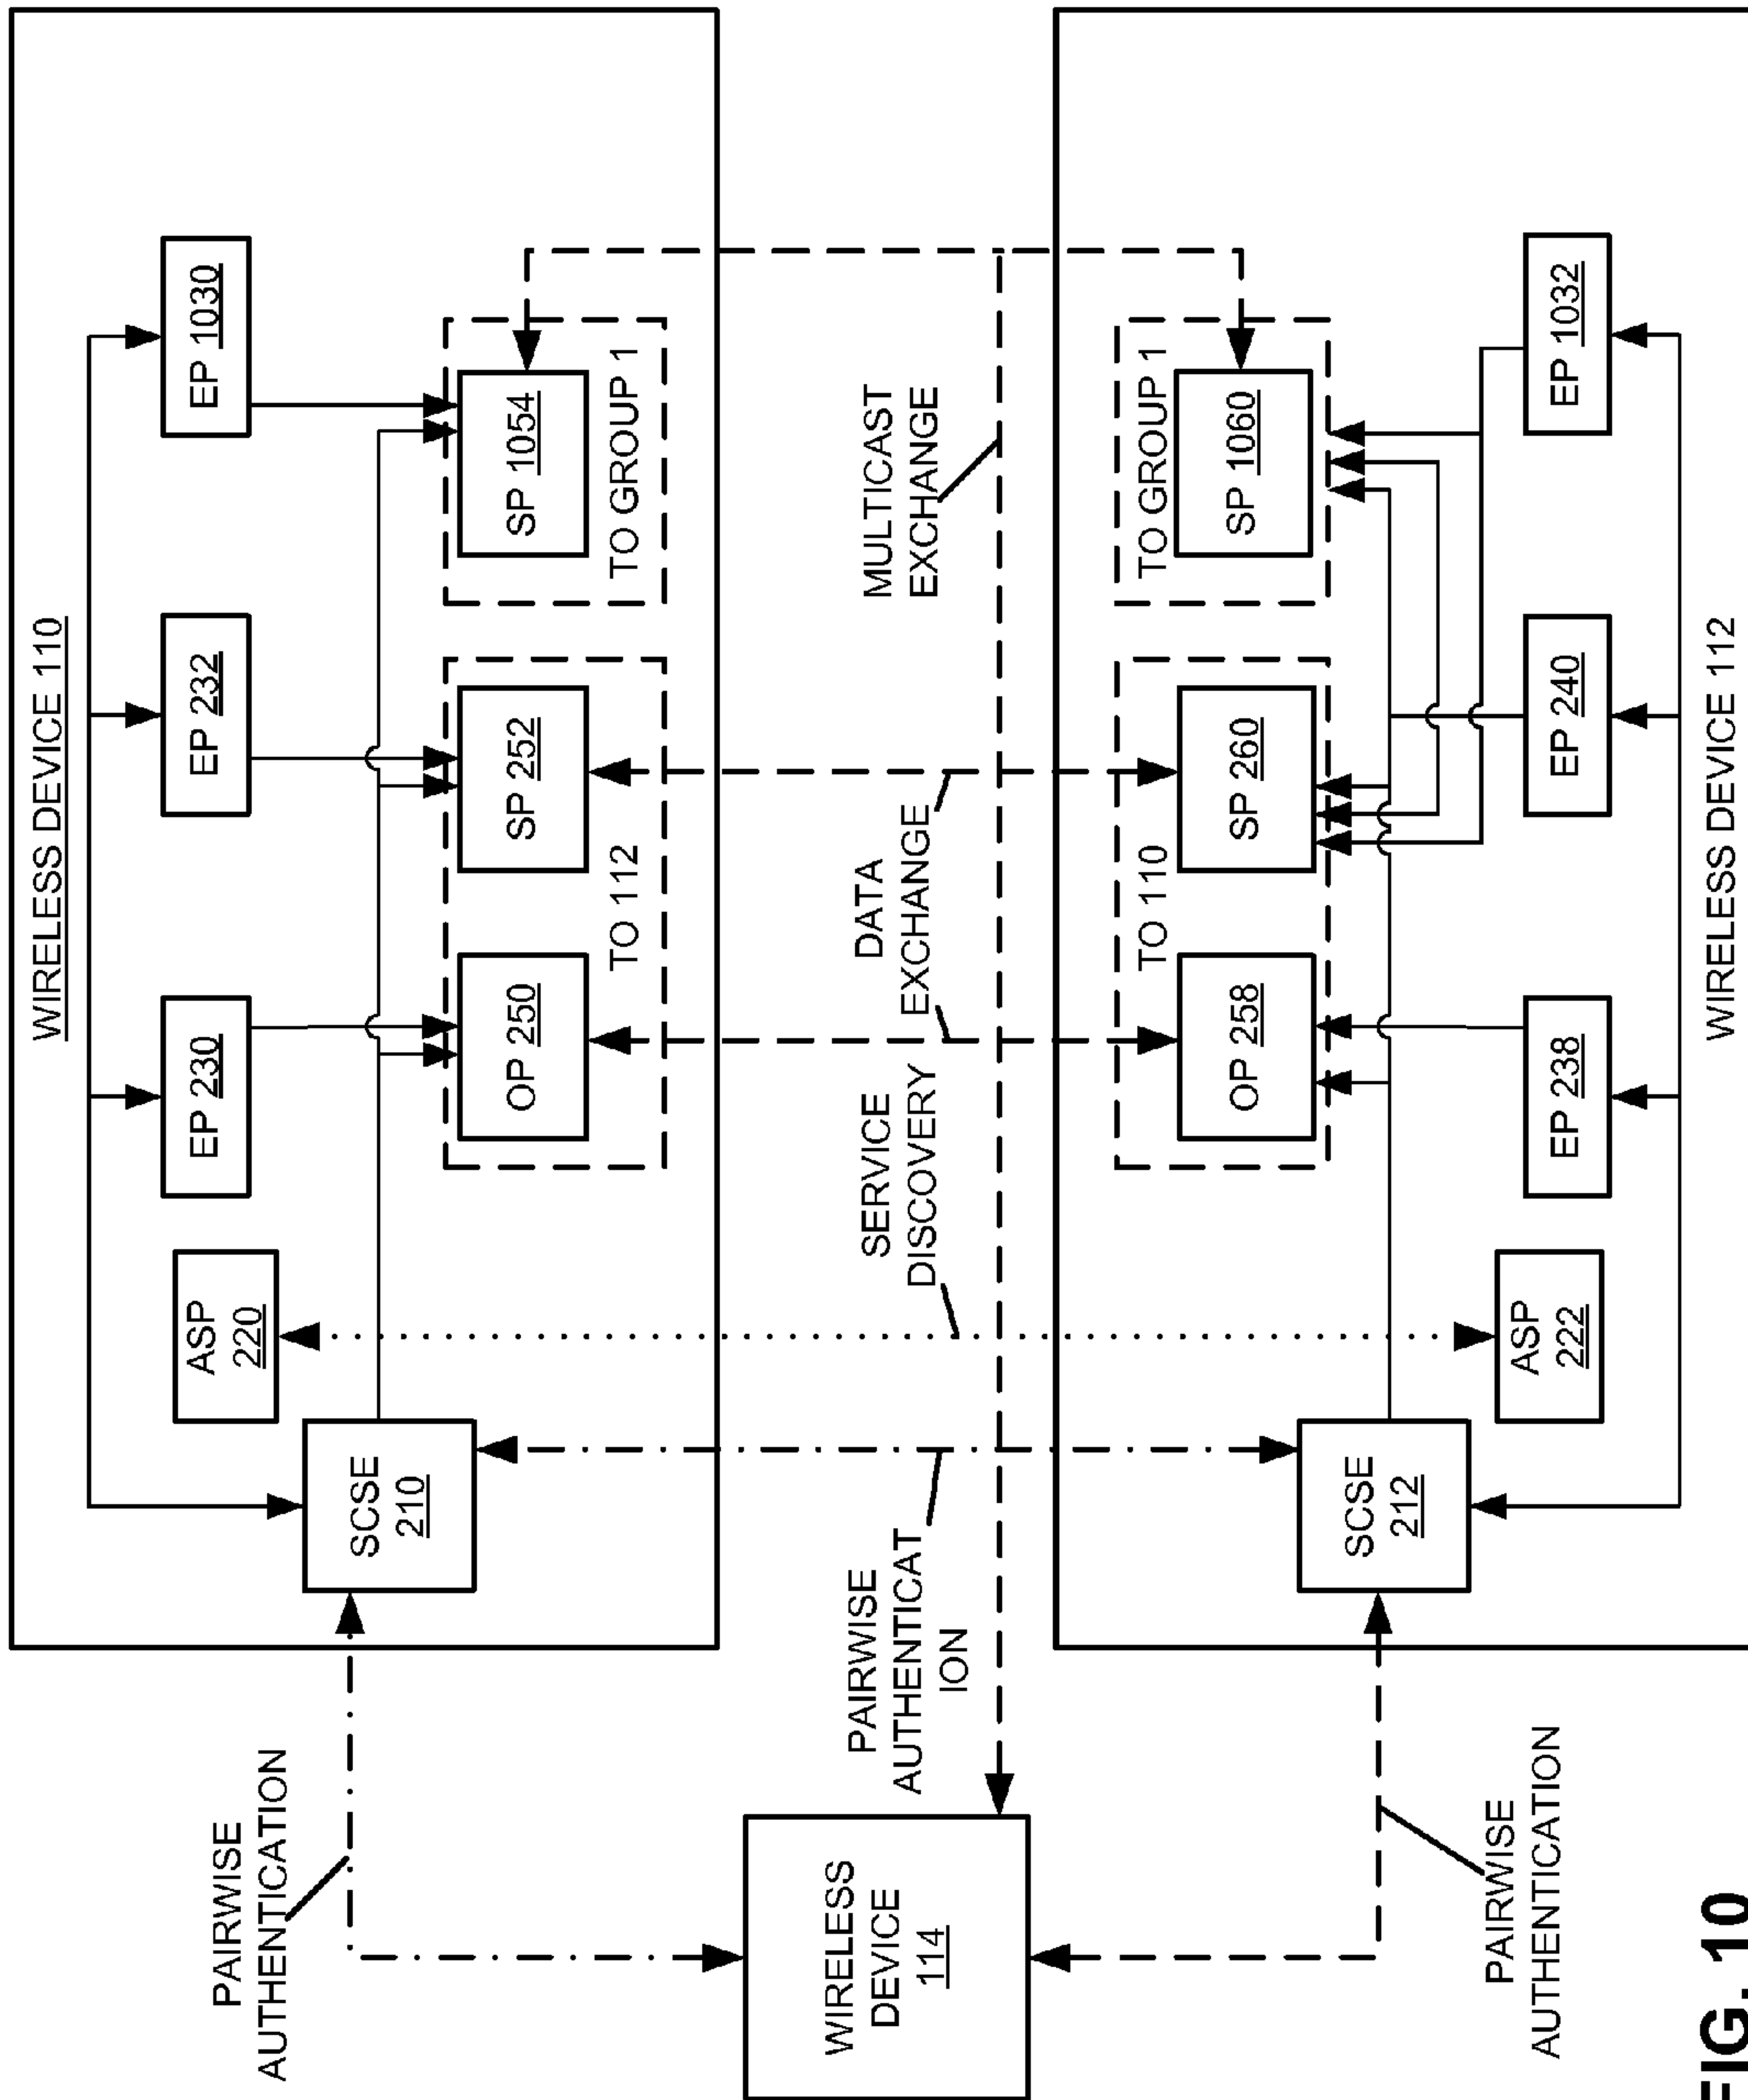 WIRELESS DEVICE 110
EP 230
EP 232
EP 1030
ASP
220
SCSE
210
OP 250
SP 252
SP 1054
TO 112
TO GROUP 1
PAIRWISE
AUTHENTICATION
WIRELESS
DEVICE
114
PAIRWISE
AUTHENTICAT
ION
SERVICE
DISCOVERY
DATA
EXCHANGE
MULTICAST
EXCHANGE
TO 110
TO GROUP 1
OP 258
SP 260
SP 1060
SCSE
212
ASP
222
EP 238
EP 240
EP 1032
PAIRWISE
AUTHENTICATION
WIRELESS DEVICE 112
FIG. 10